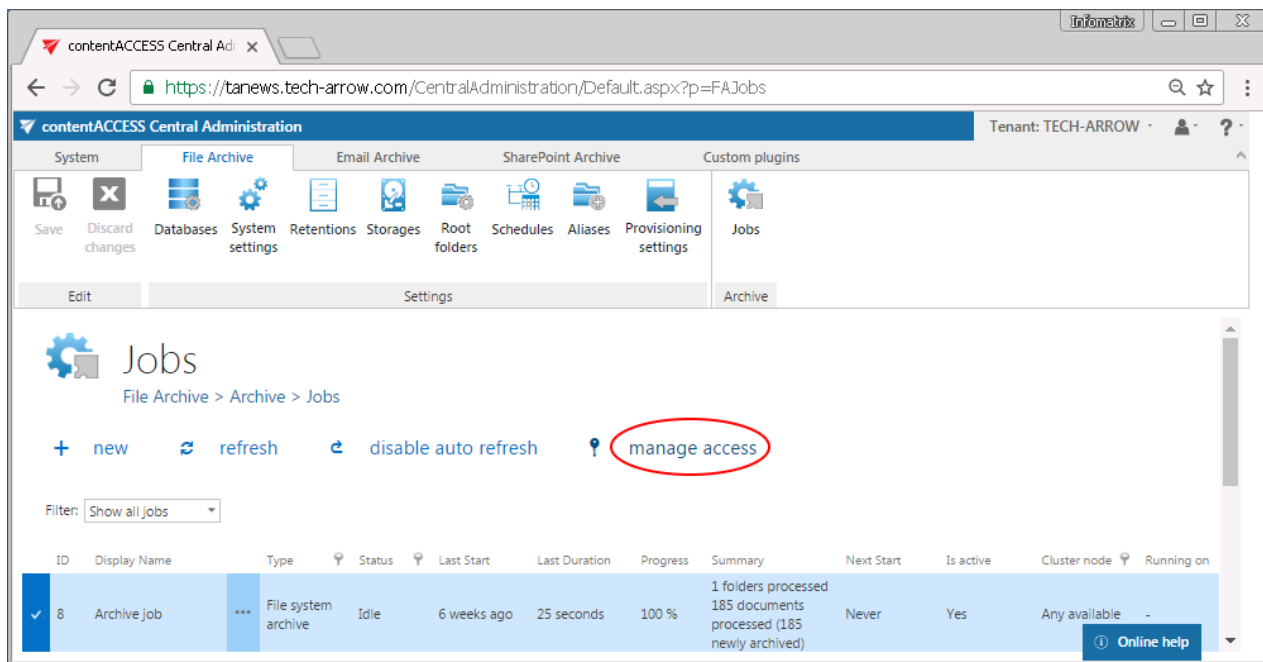 Infomatrix
contentACCESS Central Adi
https://tanews.tech-arrow.com/CentralAdministration/Default.aspx?p=FAJobs
contentACCESS Central Administration
Tenant: TECH-ARROW
?
System
File Archive
Email Archive
SharePoint Archive
Custom plugins
Save
Discard changes
Databases
System settings
Retentions
Storages
Root folders
Schedules
Aliases
Provisioning settings
Jobs
Edit
Settings
Archive
Jobs
File Archive > Archive > Jobs
+ new
refresh
disable auto refresh
manage access
Filter: Show all jobs
ID Display Name Type Status Last Start Last Duration Progress Summary Next Start Is active Cluster node Running on
8 Archive job ... File system archive Idle 6 weeks ago 25 seconds 100 % 1 folders processed 185 documents processed (185 newly archived) Never Yes Any available -
Online help